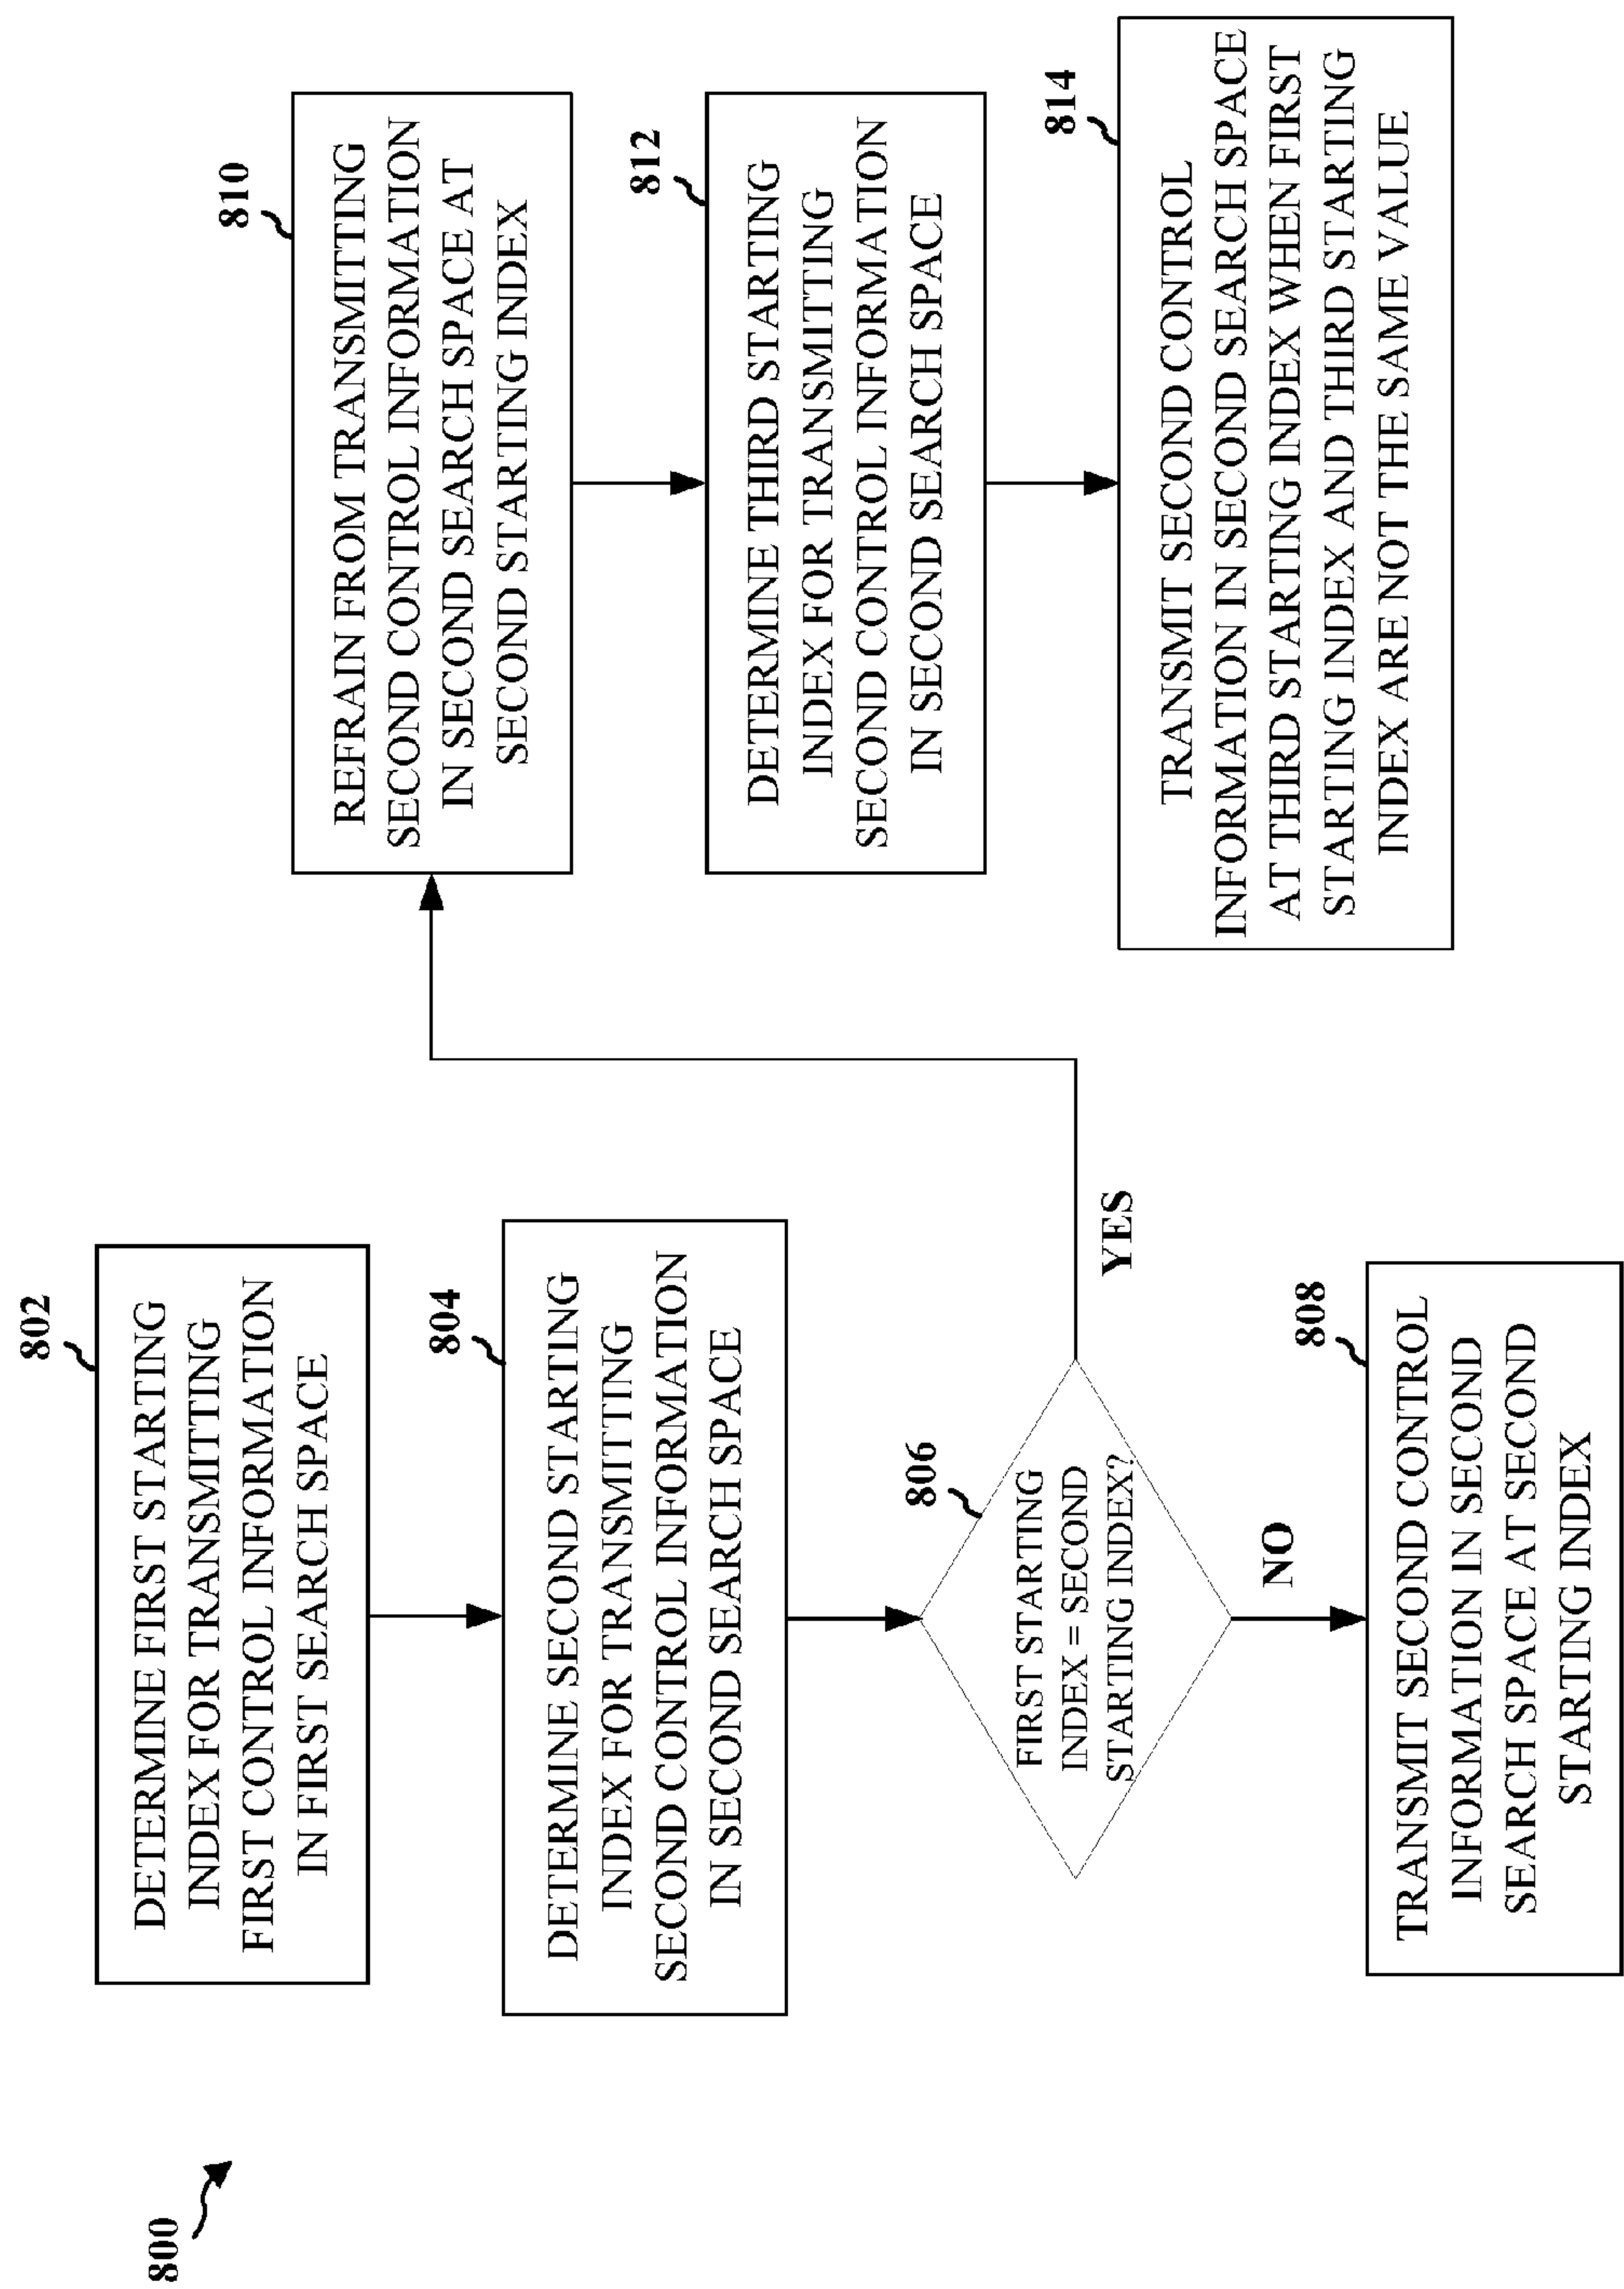 800
802
DETERMINE FIRST STARTING
INDEX FOR TRANSMITTING
FIRST CONTROL INFORMATION
IN FIRST SEARCH SPACE
804
DETERMINE SECOND STARTING
INDEX FOR TRANSMITTING
SECOND CONTROL INFORMATION
IN SECOND SEARCH SPACE
806
FIRST STARTING
INDEX = SECOND
STARTING INDEX?
YES
NO
808
TRANSMIT SECOND CONTROL
INFORMATION IN SECOND
SEARCH SPACE AT SECOND
STARTING INDEX
810
REFRAIN FROM TRANSMITTING
SECOND CONTROL INFORMATION
IN SECOND SEARCH SPACE AT
SECOND STARTING INDEX
812
DETERMINE THIRD STARTING
INDEX FOR TRANSMITTING
SECOND CONTROL INFORMATION
IN SECOND SEARCH SPACE
814
TRANSMIT SECOND CONTROL
INFORMATION IN SECOND SEARCH SPACE
AT THIRD STARTING INDEX WHEN FIRST
STARTING INDEX AND THIRD STARTING
INDEX ARE NOT THE SAME VALUE